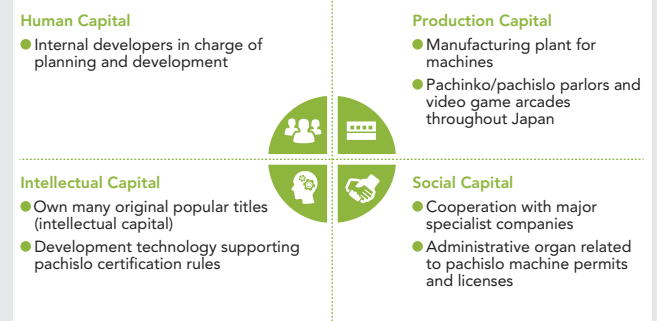 Human Capital
● Internal developers in charge of
planning and development
Production Capital
● Manufacturing plant for
machines
● Pachinko/pachislo parlors and
video game arcades
throughout Japan
Intellectual Capital
● Own many original popular titles
(intellectual capital)
● Development technology supporting
pachislo certification rules
Social Capital
● Cooperation with major
specialist companies
● Administrative organ related
to pachislo machine permits
and licenses